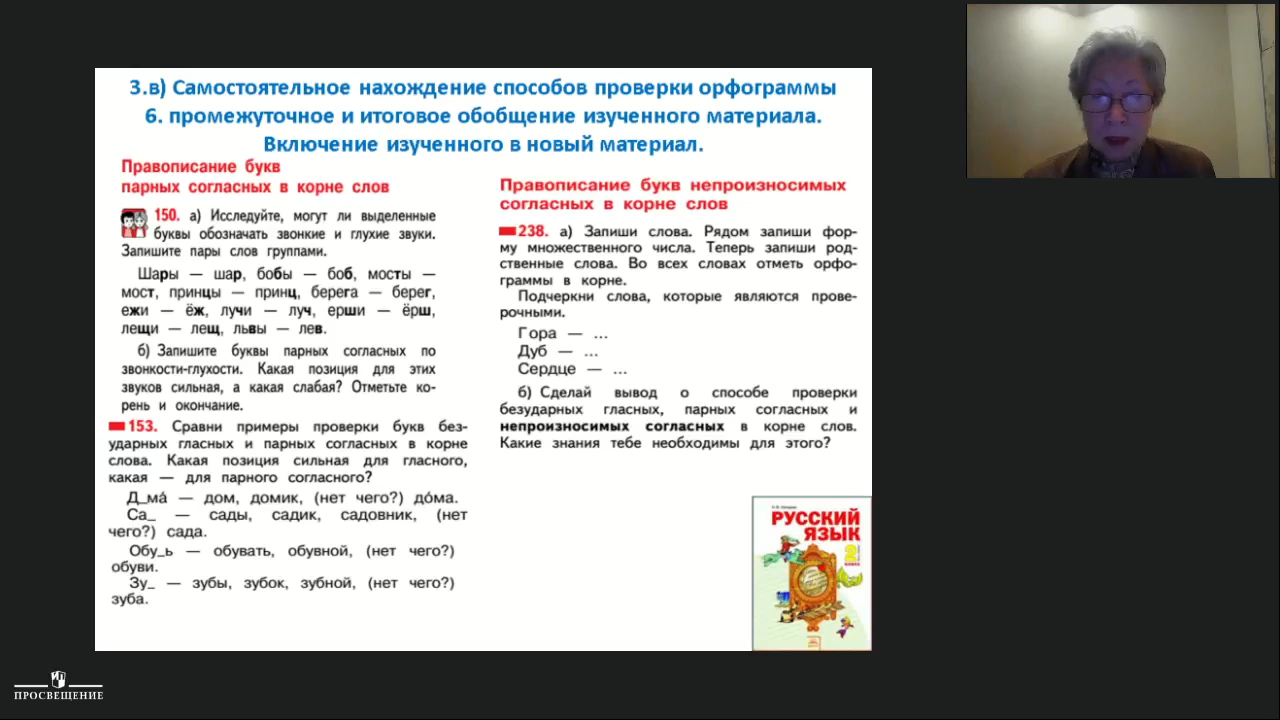 3.в) Самостоятельное нахождение способов проверки орфограммы
6. промежуточное и итоговое обобщение изученного материала.
Включение изученного в новый материал.
Правописание букв
парных согласных в корне слов
150. а) Исследуйте, могут ли выделенные
буквы обозначать звонкие и глухие звуки.
Запишите пары слов группами.
Шары — шар, бобы — боб, мосты —
мост, принцы — принц, берега — берег,
ежи — ёж, лучи — луч, ерши — ёрш,
лещи — лещ, львы — лев.
б) Запишите буквы парных согласных по
звонкости-глухости. Какая позиция для этих
звуков сильная, а какая слабая? Отметьте ко-
рень и окончание.
153. Сравни примеры проверки букв без-
ударных гласных и парных согласных в корне
слова. Какая позиция сильная для гласного,
какая — для парного согласного?
Д_ма́ — дом, домик, (нет чего?) до́ма.
Са_ — сады, садик, садовник, (нет
чего?) сада.
Обу_ь — обувать, обувной, (нет чего?)
обуви.
Зу_ — зубы, зубок, зубной, (нет чего?)
зуба.
Правописание букв непроизносимых
согласных в корне слов
238. а) Запиши слова. Рядом запиши фор-
му множественного числа. Теперь запиши род-
ственные слова. Во всех словах отметь орфо-
граммы в корне.
Подчеркни слова, которые являются прове-
рочными.
Гора — ...
Дуб — ...
Сердце — ...
б) Сделай вывод о способе проверки
безударных гласных, парных согласных и
непроизносимых согласных в корне слов.
Какие знания тебе необходимы для этого?
РУССКИЙ
ЯЗЫК
2
КЛАСС
ПРОСВЕЩЕНИЕ